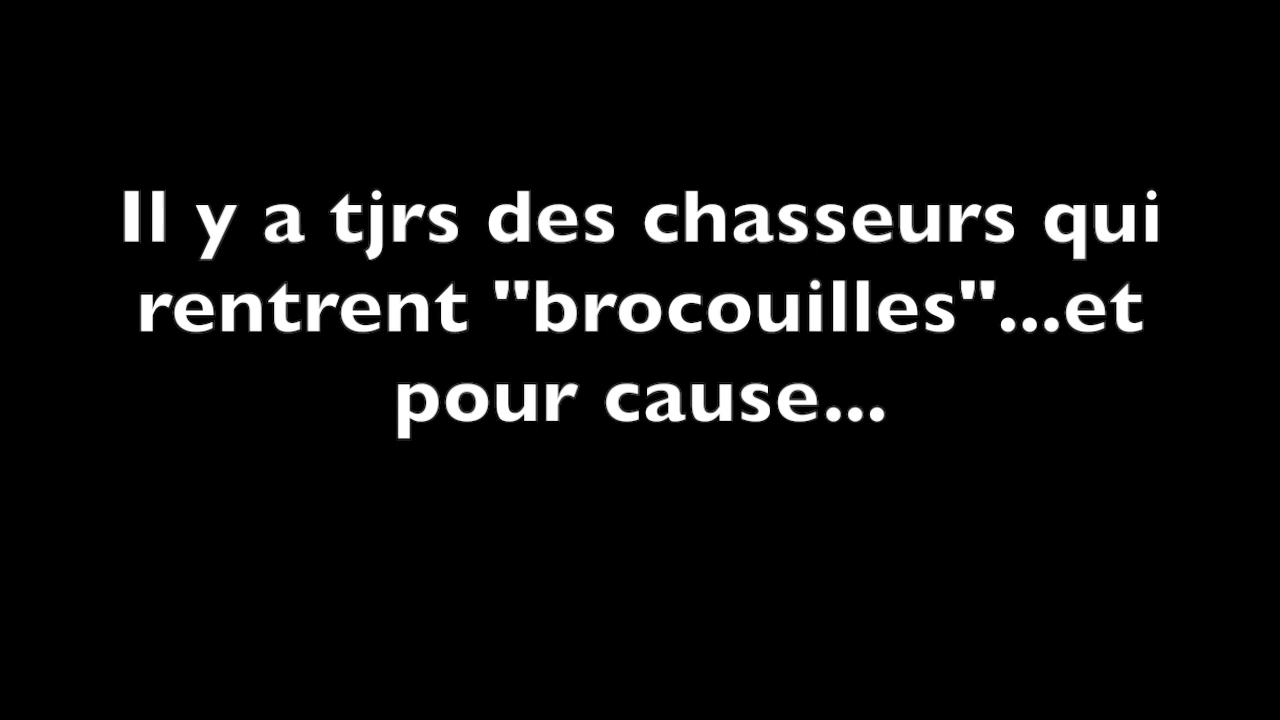 Il y a tjrs des chasseurs qui
rentrent "brocouilles"...et
pour cause...